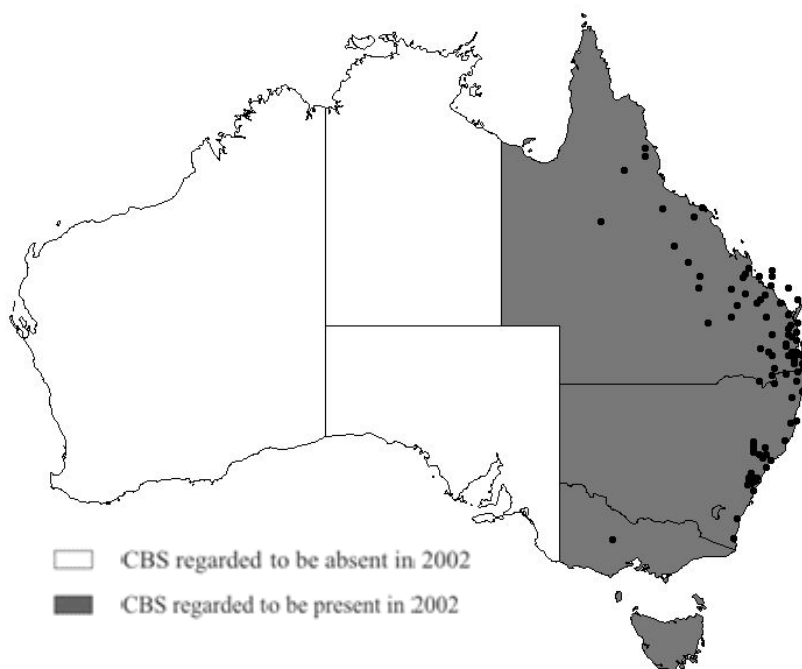 CBS regarded to be absent in 2002
CBS regarded to be present in 2002